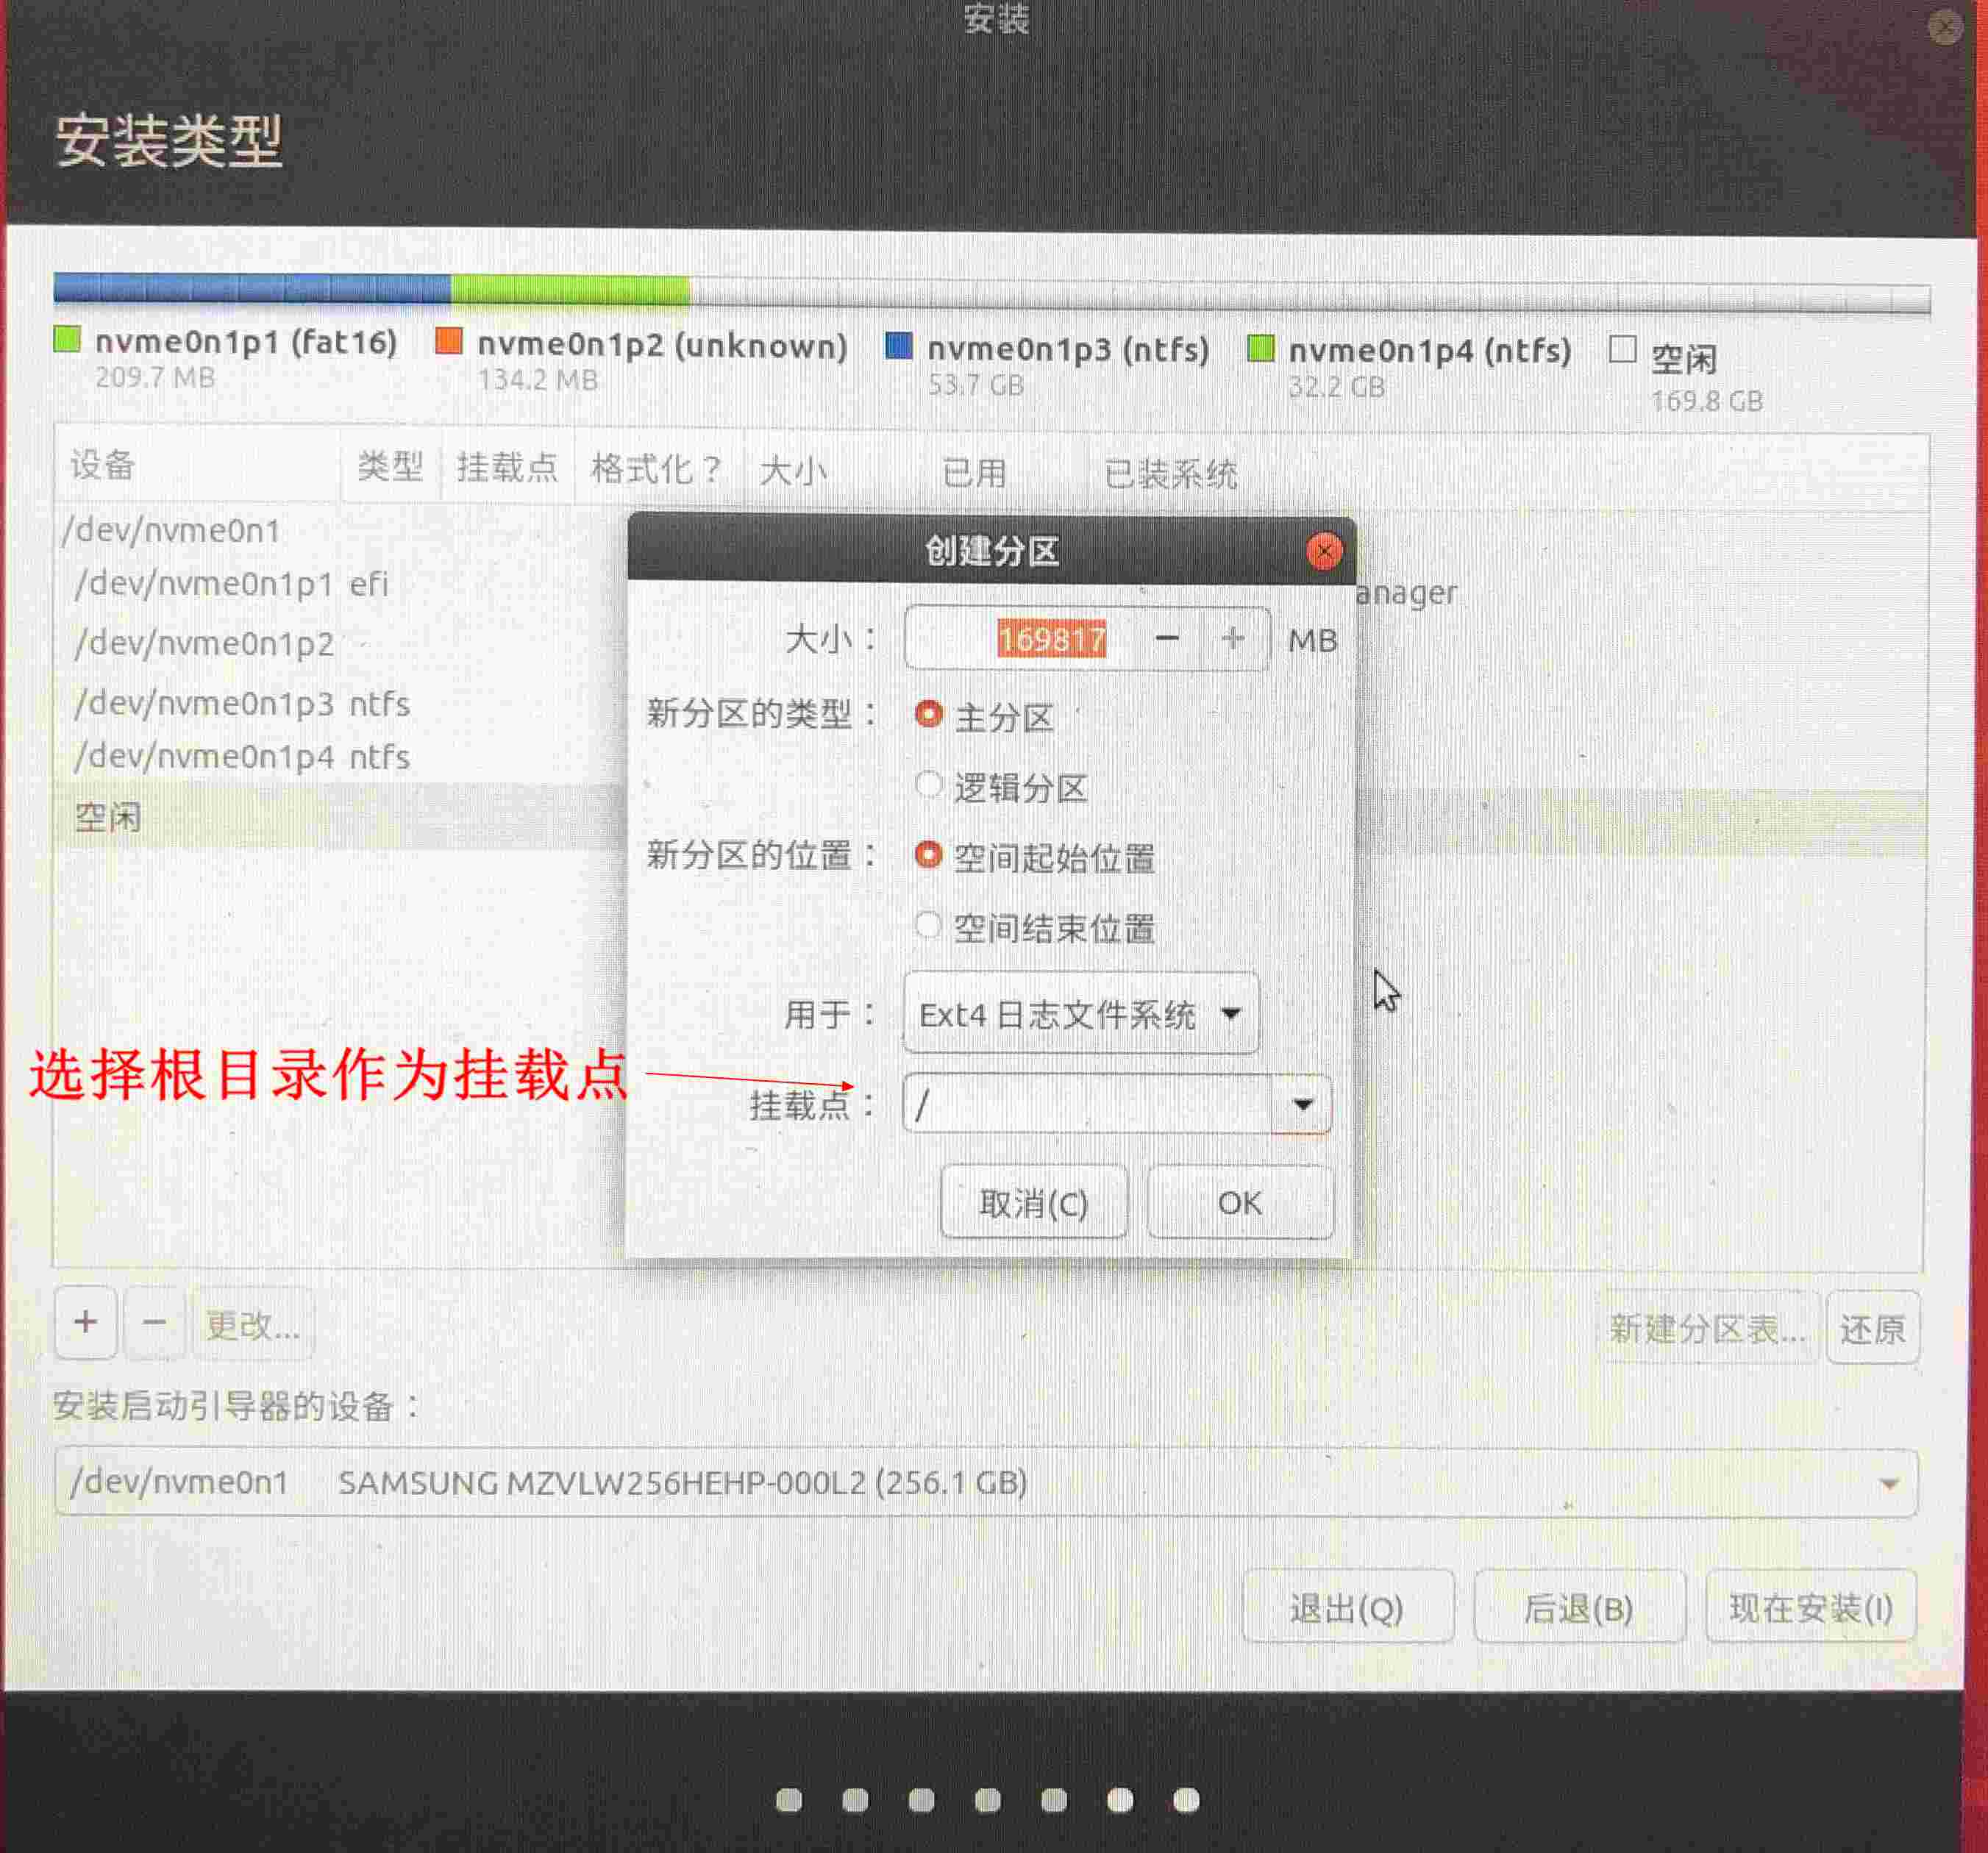 安装
安装类型
nvme0n1p1 (fat16) nvme0n1p2 (unknown) nvme0n1p3 (ntfs) nvme0n1p4 (ntfs) 空闲
209.7 MB 134.2 MB 53.7 GB 32.2 GB 169.8 GB
设备 类型 挂载点 格式化？ 大小 已用 已装系统
/dev/nvme0n1
/dev/nvme0n1p1 efi anager
/dev/nvme0n1p2
/dev/nvme0n1p3 ntfs
/dev/nvme0n1p4 ntfs
空闲
创建分区
大小： 169817 − + MB
新分区的类型： 主分区
逻辑分区
新分区的位置： 空间起始位置
空间结束位置
用于： Ext4 日志文件系统
选择根目录作为挂载点
挂载点： /
取消(C) OK
+ − 更改... 新建分区表... 还原
安装启动引导器的设备：
/dev/nvme0n1 SAMSUNG MZVLW256HEHP-000L2 (256.1 GB)
退出(Q) 后退(B) 现在安装(I)